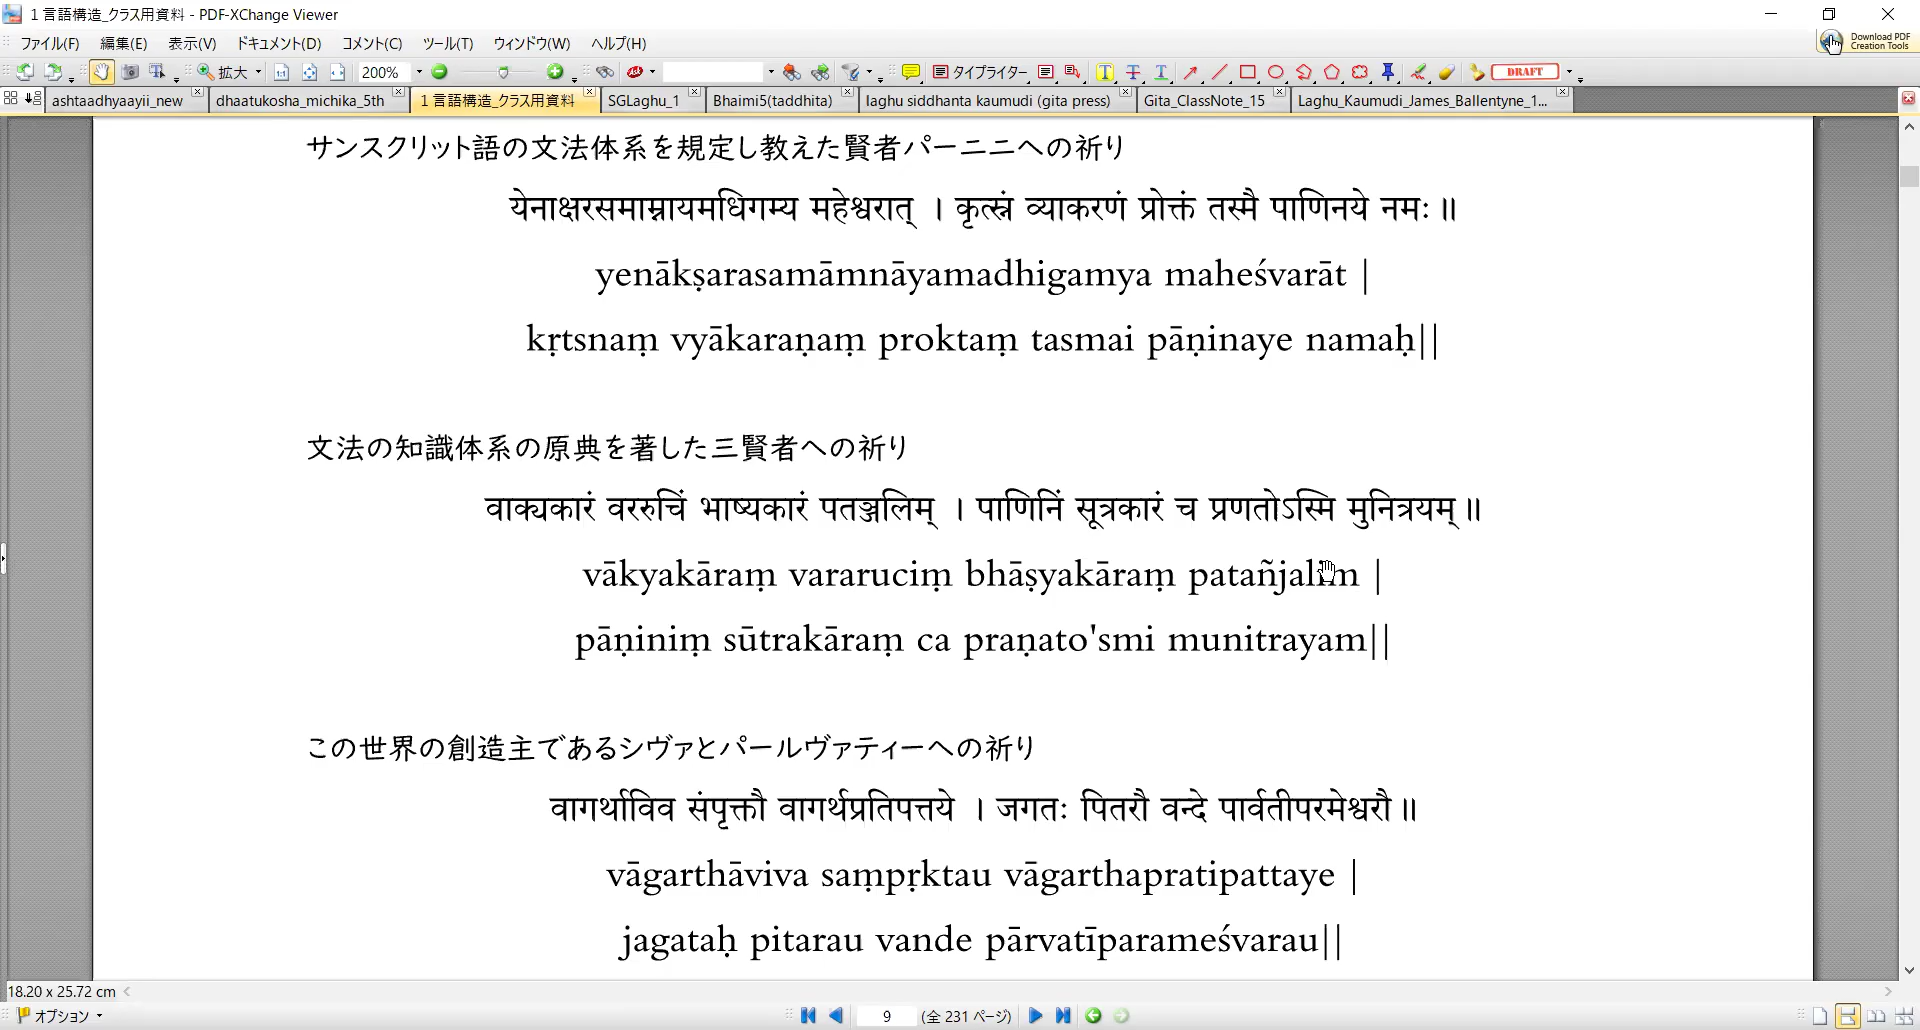 1 言語構造_クラス用資料 - PDF-XChange Viewer
ファイル(F) 編集(E) 表示(V) ドキュメント(D) コメント(C) ツール(T) ウィンドウ(W) ヘルプ(H)
Download PDF
Creation Tools
拡大 200% タイプライター DRAFT
ashtaadhyaayii_new dhaatukosha_michika_5th 1 言語構造_クラス用資料 SGLaghu_1 Bhaimi5(taddhita) laghu siddhanta kaumudi (gita press) Gita_ClassNote_15 Laghu_Kaumudi_James_Ballentyne_1...
サンスクリット語の文法体系を規定し教えた賢者パーニニへの祈り
येनाक्षरसमाम्नायमधिगम्य महेश्वरात् । कृत्स्नं व्याकरणं प्रोक्तं तस्मै पाणिनये नमः ॥
yenākṣarasamāmnāyamadhigamya maheśvarāt |
kṛtsnaṃ vyākaraṇaṃ proktaṃ tasmai pāṇinaye namaḥ||
文法の知識体系の原典を著した三賢者への祈り
वाक्यकारं वररुचिं भाष्यकारं पतञ्जलिम् । पाणिनिं सूत्रकारं च प्रणतोऽस्मि मुनित्रयम् ॥
vākyakāraṃ vararuciṃ bhāṣyakāraṃ patañjalim |
pāṇiniṃ sūtrakāraṃ ca praṇato'smi munitrayam||
この世界の創造主であるシヴァとパールヴァティーへの祈り
वागर्थाविव संपृक्तौ वागर्थप्रतिपत्तये । जगतः पितरौ वन्दे पार्वतीपरमेश्वरौ ॥
vāgarthāviva saṃpṛktau vāgarthapratipattaye |
jagataḥ pitarau vande pārvatīparameśvarau||
18.20 x 25.72 cm
オプション 9 (全 231 ページ)